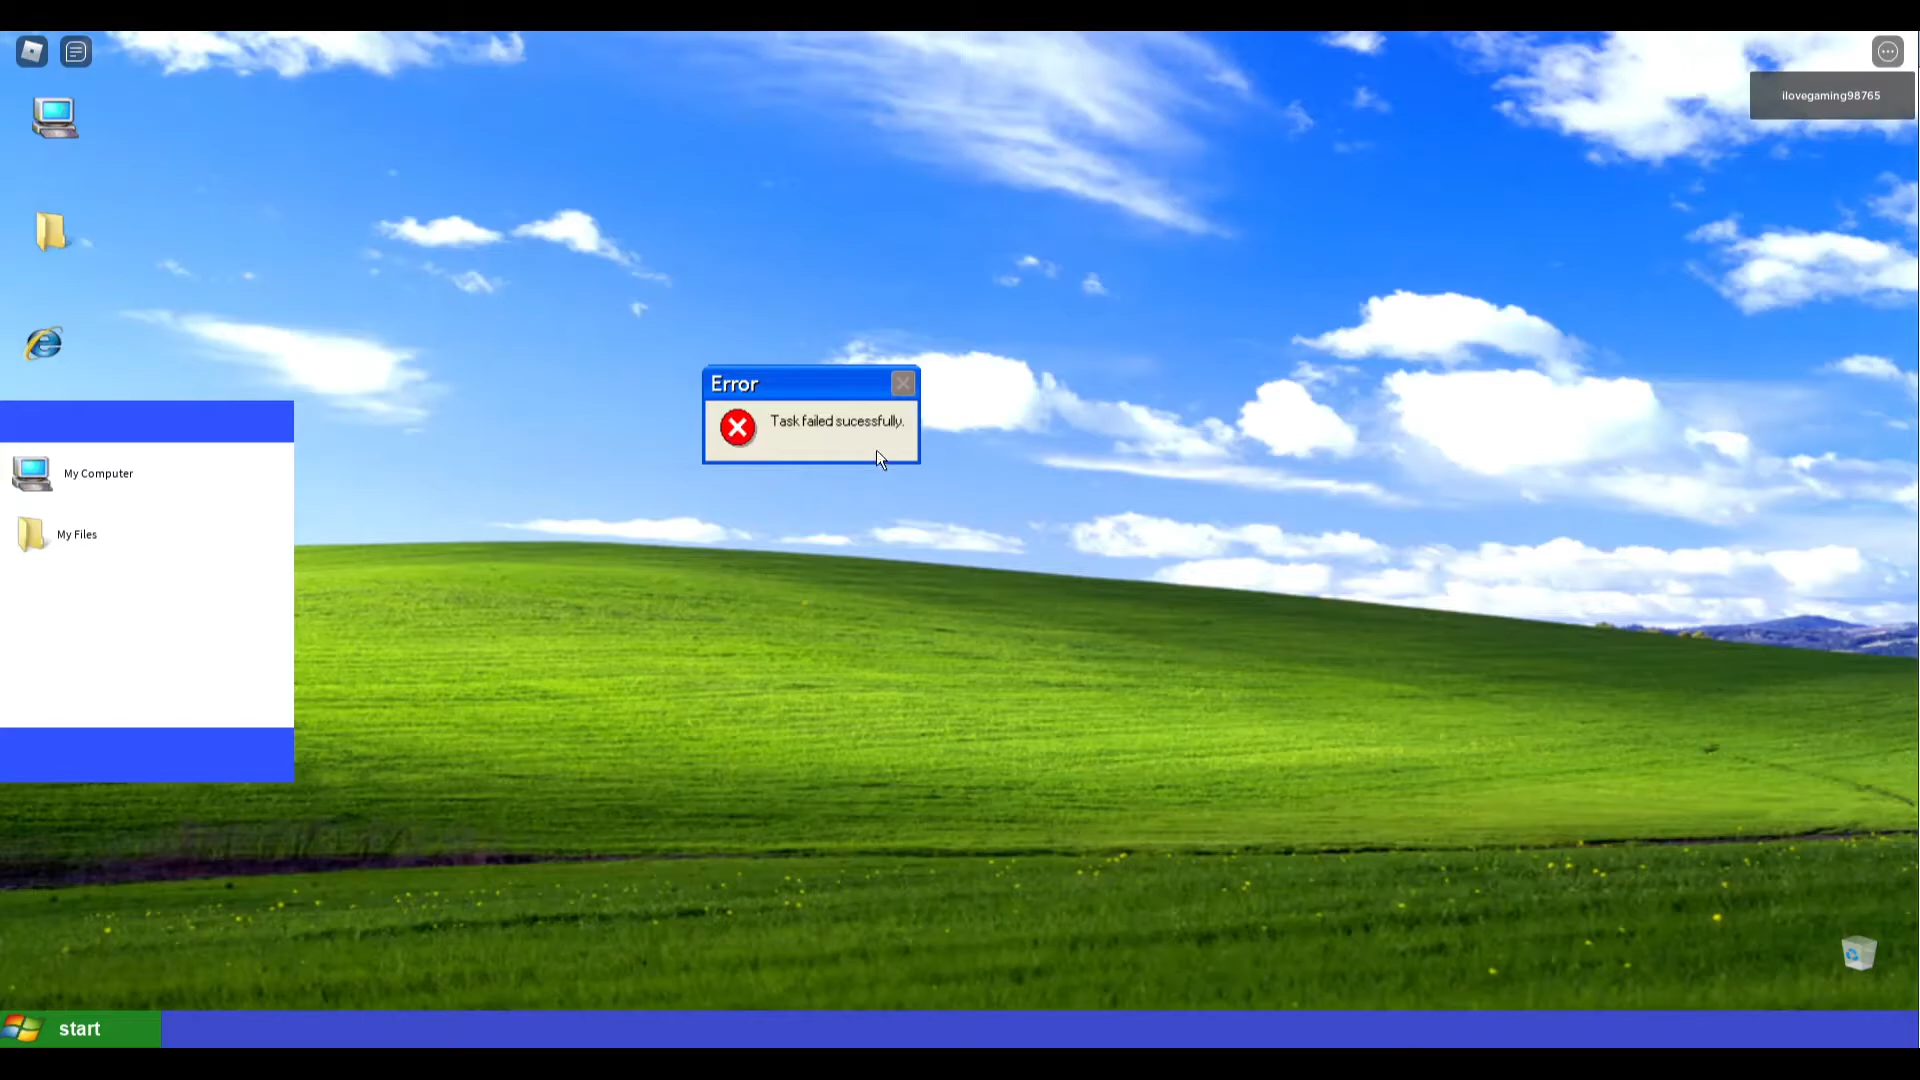 ilovegaming98765
Error
Task failed sucessfully.
My Computer
My Files
start